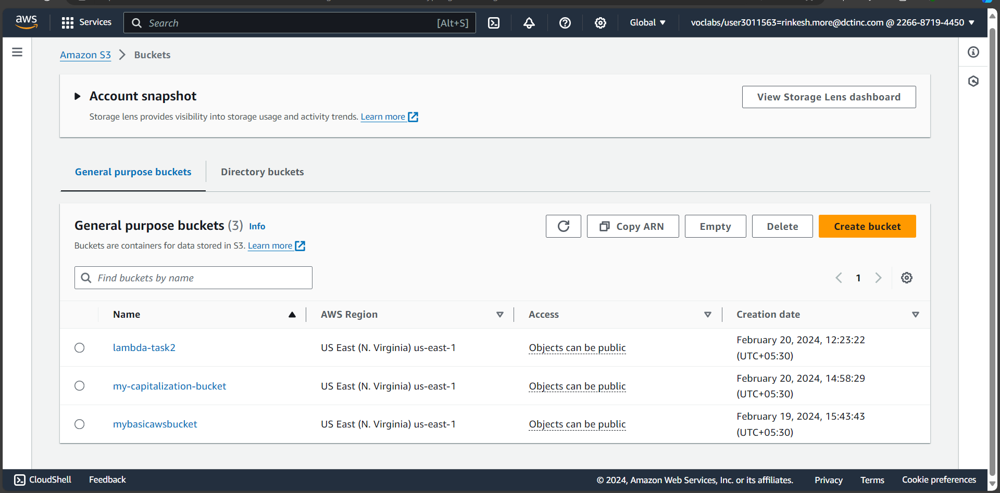 aws Services Search [Alt+S] Global voclabs/user3011563=rinkesh.more@dctinc.com @ 2266-8719-4450
Amazon S3 Buckets
Account snapshot View Storage Lens dashboard
Storage lens provides visibility into storage usage and activity trends. Learn more
General purpose buckets Directory buckets
General purpose buckets (3) Info Copy ARN Empty Delete Create bucket
Buckets are containers for data stored in S3. Learn more
Find buckets by name 1
Name AWS Region Access Creation date
lambda-task2 US East (N. Virginia) us-east-1 Objects can be public February 20, 2024, 12:23:22
(UTC+05:30)
my-capitalization-bucket US East (N. Virginia) us-east-1 Objects can be public February 20, 2024, 14:58:29
(UTC+05:30)
mybasicawsbucket US East (N. Virginia) us-east-1 Objects can be public February 19, 2024, 15:43:43
(UTC+05:30)
CloudShell Feedback © 2024, Amazon Web Services, Inc. or its affiliates. Privacy Terms Cookie preferences